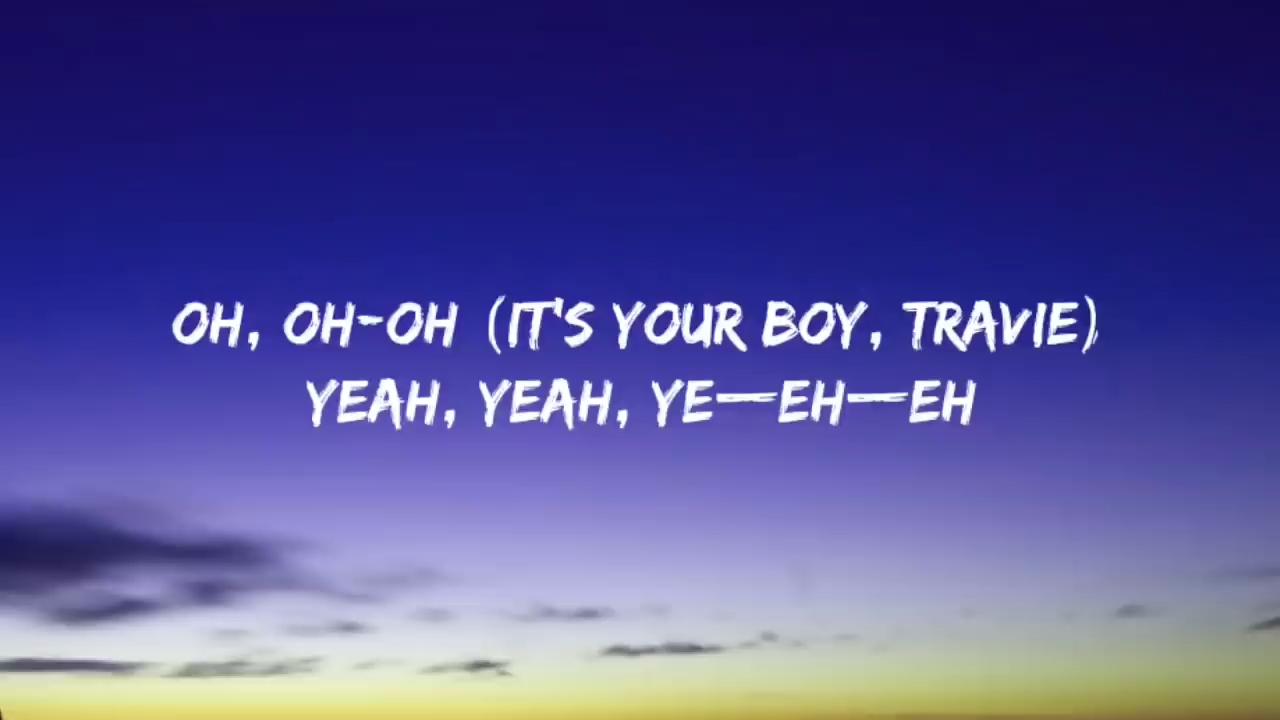 OH, OH-OH (IT'S YOUR BOY, TRAVIE)
YEAH, YEAH, YE—EH—EH